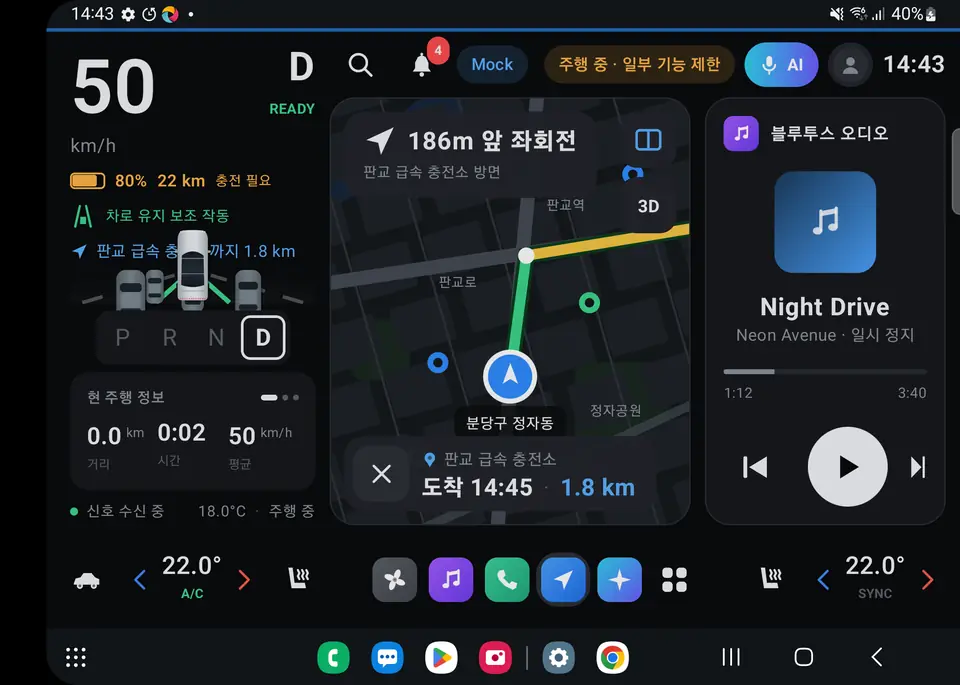 14:43
40%
50
D
READY
km/h
80% 22 km 충전 필요
차로 유지 보조 작동
판교 급속 충 까지 1.8 km
P R N D
현 주행 정보
0.0 km 0:02 50 km/h
거리 시간 평균
신호 수신 중 18.0°C · 주행 중
4
Mock
주행 중 · 일부 기능 제한
AI
14:43
186m 앞 좌회전
판교 급속 충전소 방면
3D
판교역
판교로
정자공원
분당구 정자동
판교 급속 충전소
도착 14:45 · 1.8 km
블루투스 오디오
Night Drive
Neon Avenue · 일시 정지
1:12 3:40
22.0°
A/C
22.0°
SYNC